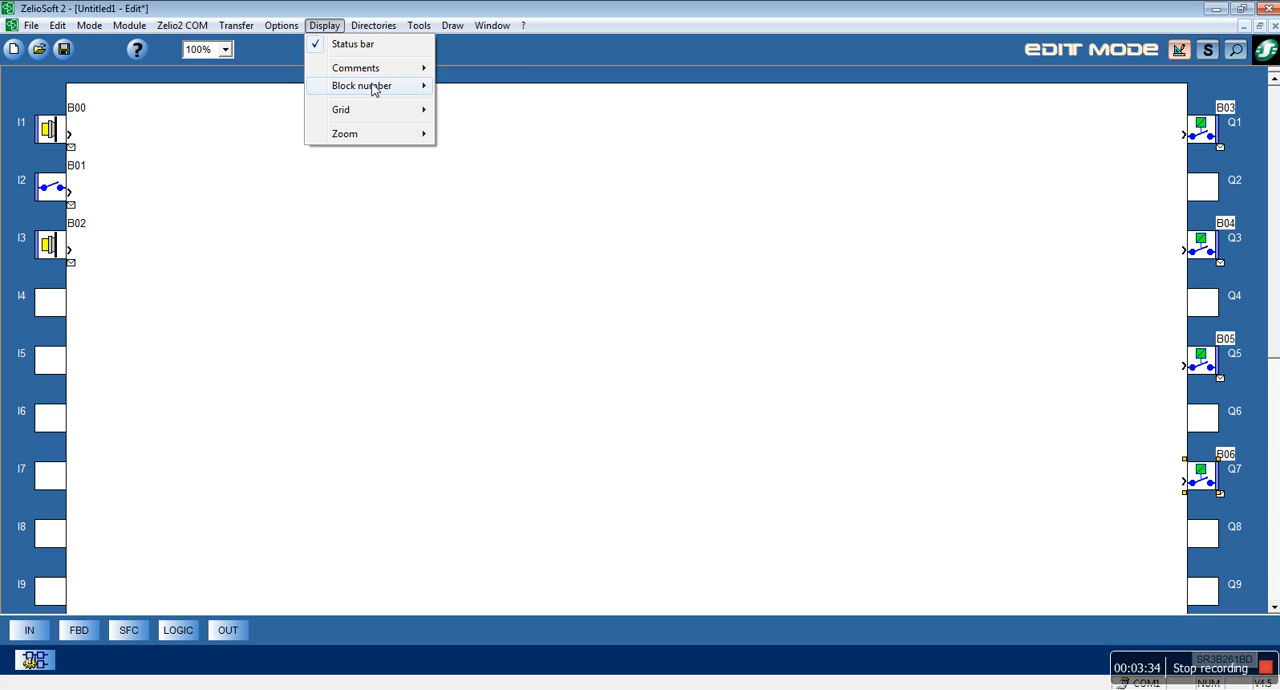 ZelioSoft 2 - [Untitled1 - Edit*]
File Edit Mode Module Zelio2 COM Transfer Options Display Directories Tools Draw Window ?
? 100% EDIT MODE S
Status bar
Comments
Block number
Grid
Zoom
B00 B03
I1 Q1
B01
I2 Q2
B02 B04
I3 Q3
I4 Q4
B05
I5 Q5
I6 Q6
B06
I7 Q7
I8 Q8
I9 Q9
IN FBD SFC LOGIC OUT
SR3B261BD
00:03:34 Stop recording
COM1 NUM V4.5